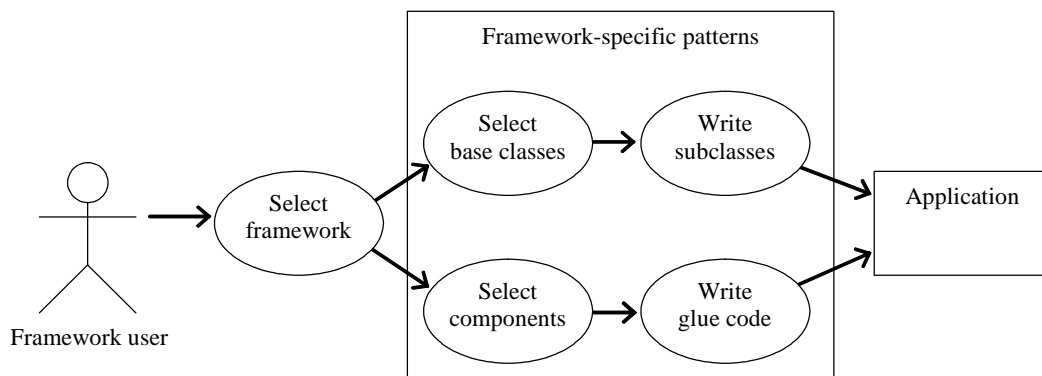 Framework-specific patterns
Select
base classes
Write
subclasses
Select
framework
Application
Select
components
Write
glue code
Framework user